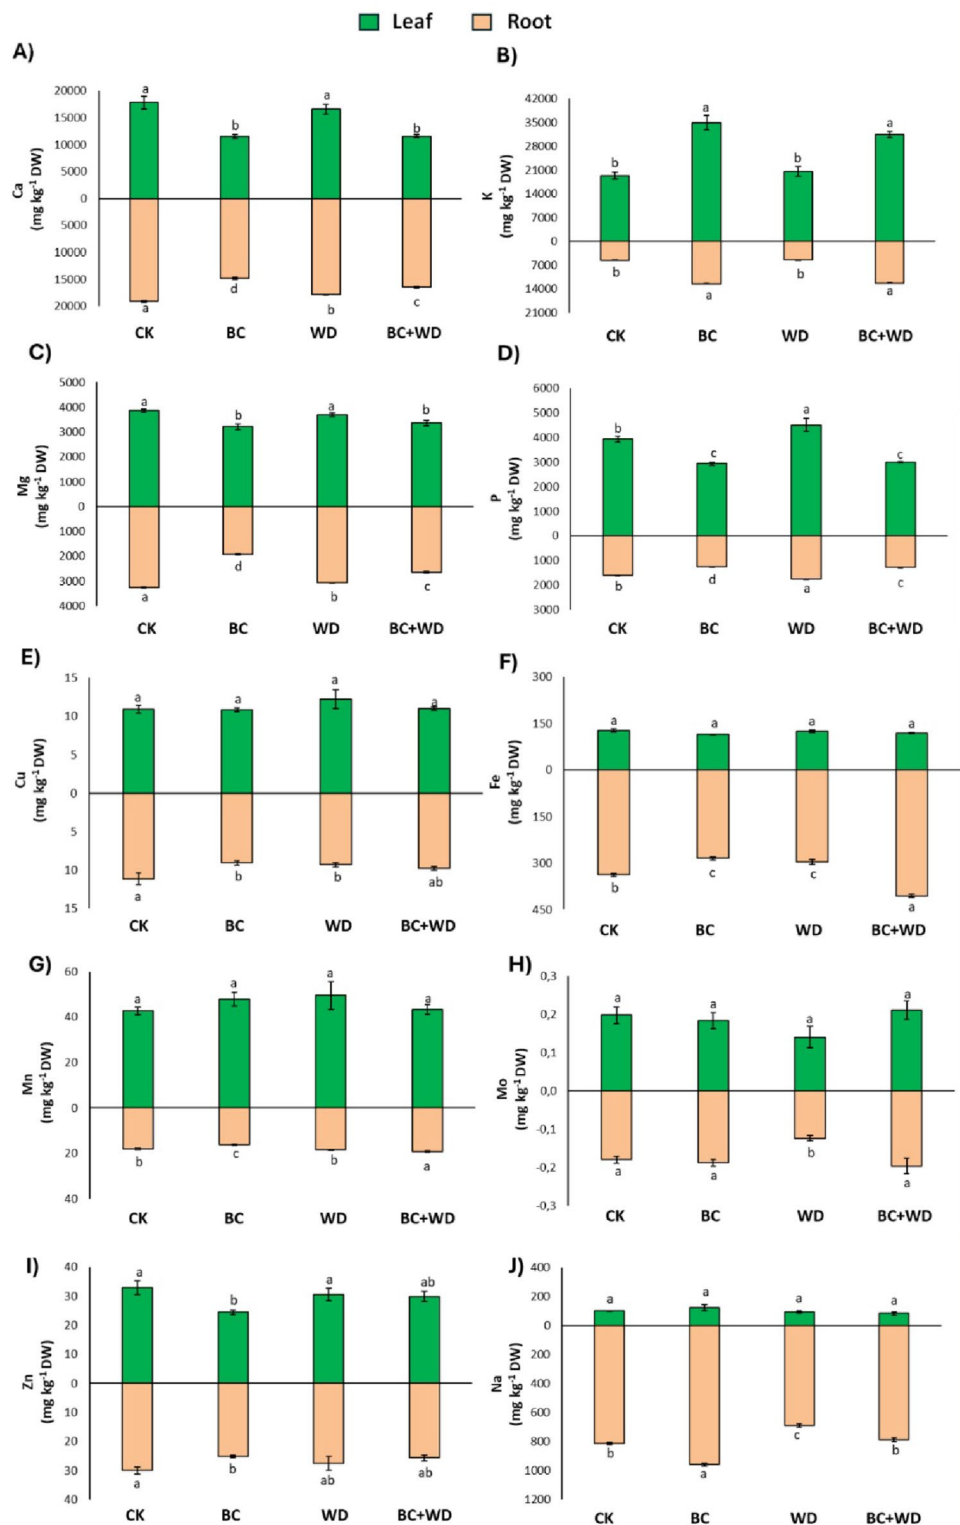 Leaf Root
A)
20000
15000
10000
5000
0
5000
10000
15000
20000
Ca
(mg kg-1 DW)
a
b
a
b
a
d
b
c
CK BC WD BC+WD
B)
42000
35000
28000
21000
14000
7000
0
7000
14000
21000
K
(mg kg-1 DW)
b
a
b
a
b
a
b
a
CK BC WD BC+WD
C)
5000
4000
3000
2000
1000
0
1000
2000
3000
4000
Mg
(mg kg-1 DW)
a
b
a
b
a
d
b
c
CK BC WD BC+WD
D)
6000
5000
4000
3000
2000
1000
0
1000
2000
3000
P
(mg kg-1 DW)
b
c
a
c
b
d
a
c
CK BC WD BC+WD
E)
15
10
5
0
5
10
15
Cu
(mg kg-1 DW)
a
a
a
a
a
b
b
ab
CK BC WD BC+WD
F)
300
150
0
150
300
450
Fe
(mg kg-1 DW)
a
a
a
a
b
c
c
a
CK BC WD BC+WD
G)
60
40
20
0
20
40
Mn
(mg kg-1 DW)
a
a
a
a
b
c
b
a
CK BC WD BC+WD
H)
0,3
0,2
0,1
0,0
-0,1
-0,2
-0,3
Mo
(mg kg-1 DW)
a
a
a
a
a
a
b
a
CK BC WD BC+WD
I)
40
30
20
10
0
10
20
30
40
Zn
(mg kg-1 DW)
a
b
a
ab
a
b
ab
ab
CK BC WD BC+WD
J)
400
200
0
200
400
600
800
1000
1200
Na
(mg kg-1 DW)
a
a
a
a
b
a
c
b
CK BC WD BC+WD